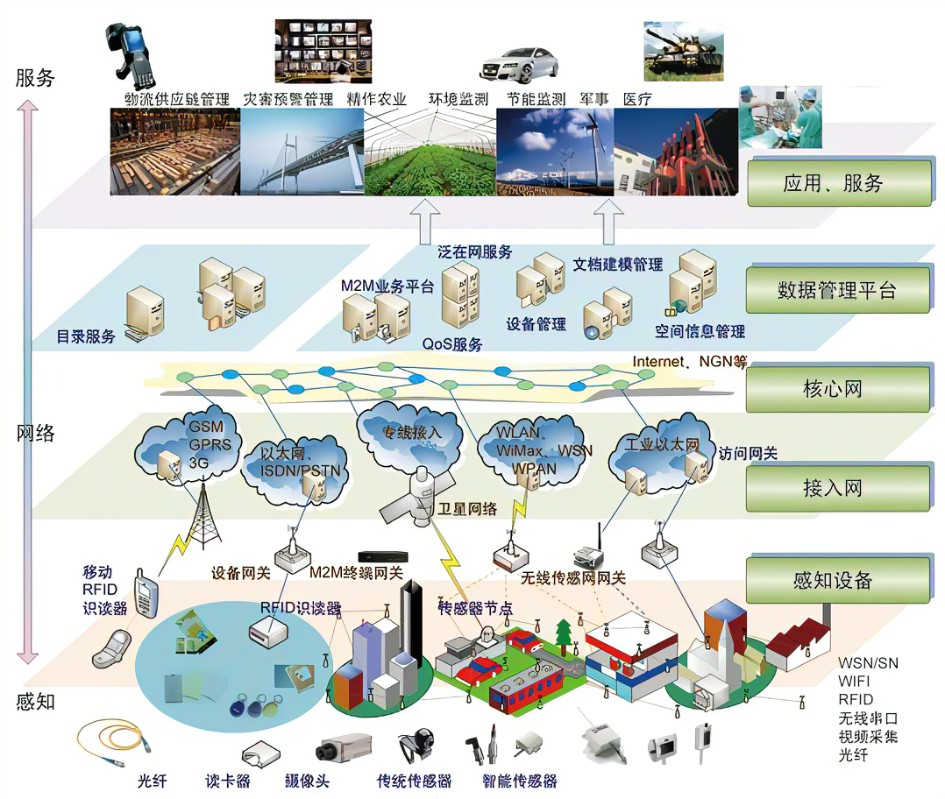 服务
物流供应链管理
灾害预警管理
精作农业
环境监测
节能监测
军事
医疗
应用、服务
泛在网服务
文档建模管理
M2M业务平台
数据管理平台
目录服务
设备管理
空间信息管理
QoS服务
Internet、NGN等
核心网
网络
GSM
GPRS
3G
以太网、
ISDN/PSTN
专线接入
WLAN、
WiMax、WSN
WPAN
工业以太网
访问网关
接入网
卫星网络
设备网关
M2M终端网关
无线传感网网关
感知设备
移动
RFID
识读器
RFID识读器
传感器节点
感知
WSN/SN
WIFI
RFID
无线串口
视频采集
光纤
光纤
读卡器
摄像头
传统传感器
智能传感器